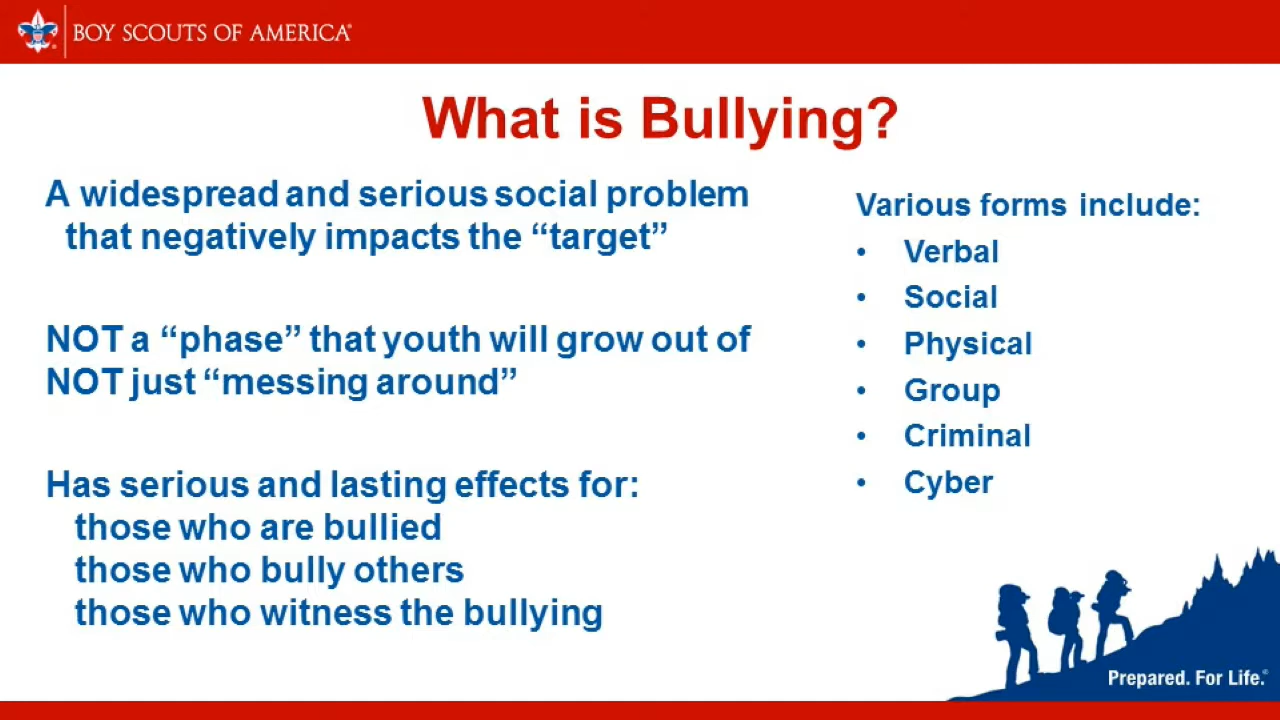 BOY SCOUTS OF AMERICA®
What is Bullying?
A widespread and serious social problem
that negatively impacts the “target”
NOT a “phase” that youth will grow out of
NOT just “messing around”
Has serious and lasting effects for:
those who are bullied
those who bully others
those who witness the bullying
Various forms include:
• Verbal
• Social
• Physical
• Group
• Criminal
• Cyber
Prepared. For Life.®